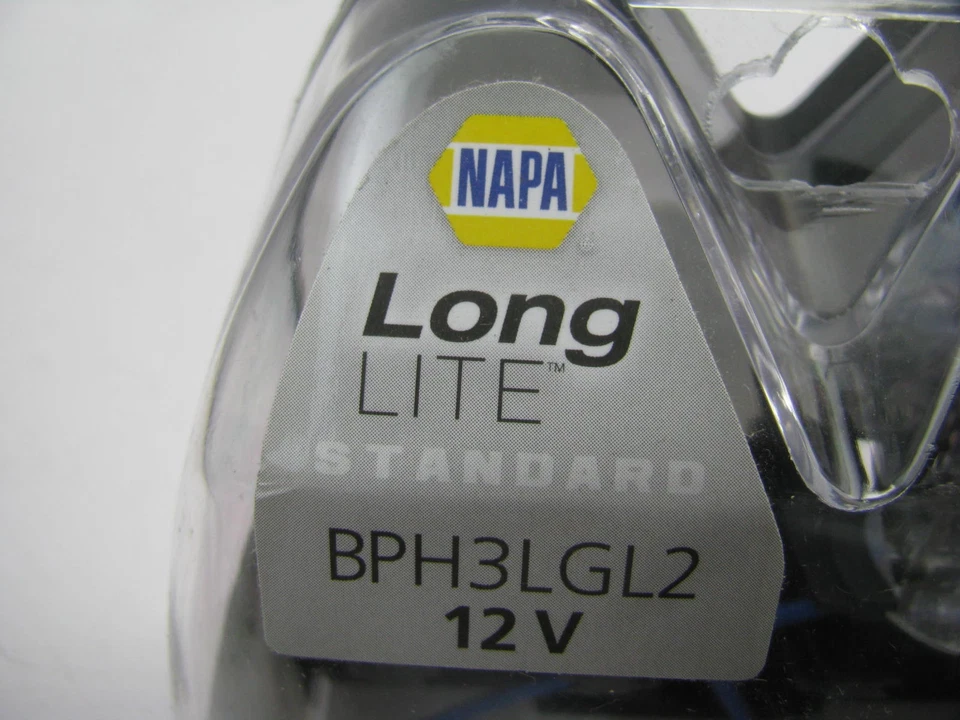 NAPA
Long
LITE™
STANDARD
BPH3LGL2
12 V